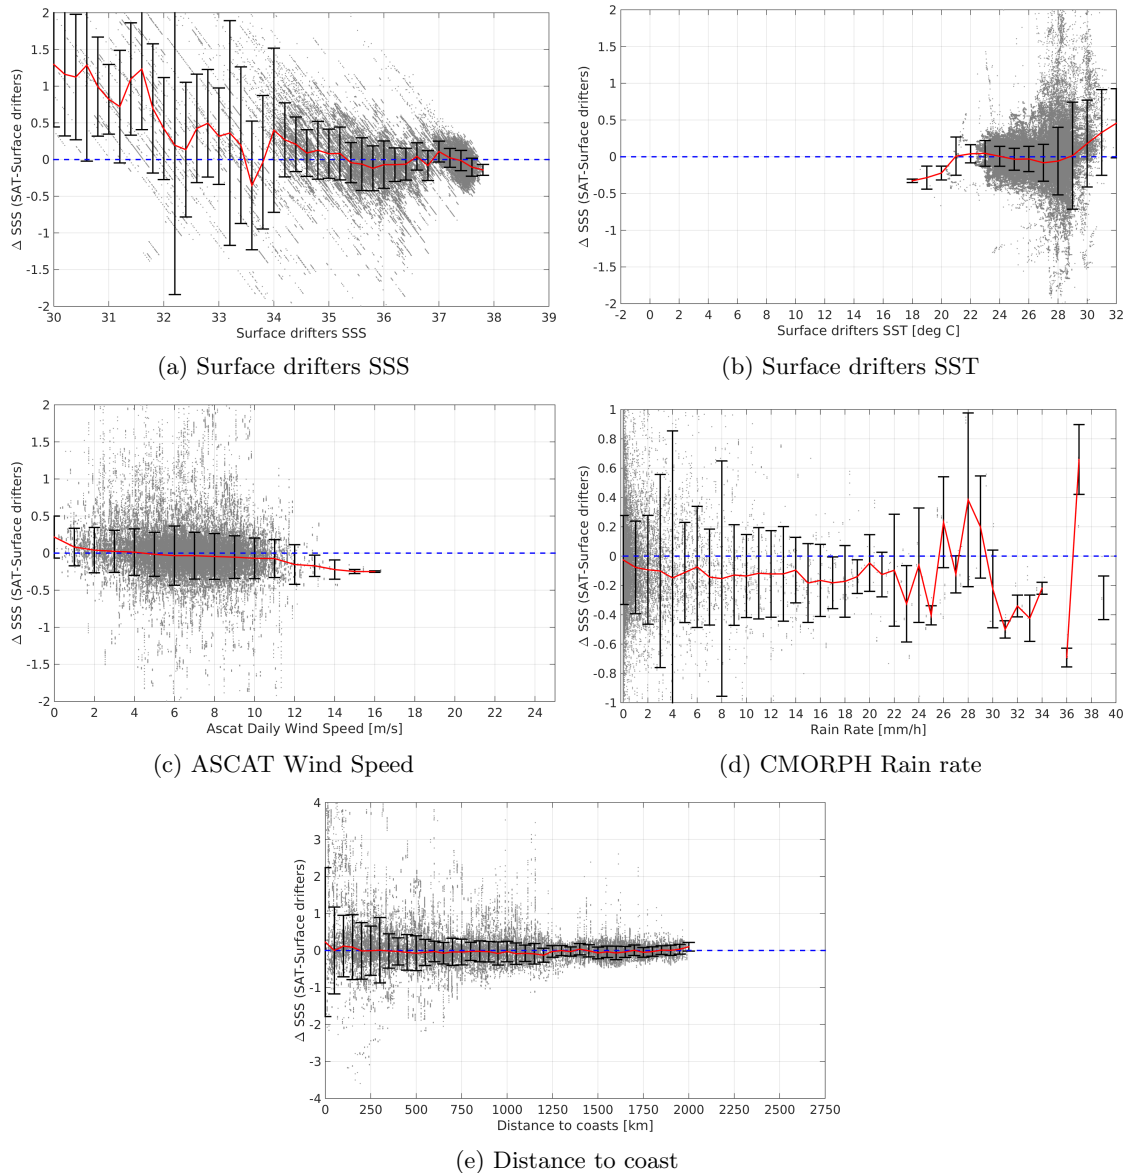 2
1.5
1
0.5
0
-0.5
-1
-1.5
-2
Δ SSS (SAT-Surface drifters)
30 31 32 33 34 35 36 37 38 39
Surface drifters SSS
(a) Surface drifters SSS
2
1.5
1
0.5
0
-0.5
-1
-1.5
-2
Δ SSS (SAT-Surface drifters)
-2 0 2 4 6 8 10 12 14 16 18 20 22 24 26 28 30 32
Surface drifters SST [deg C]
(b) Surface drifters SST
2
1.5
1
0.5
0
-0.5
-1
-1.5
-2
Δ SSS (SAT-Surface drifters)
0 2 4 6 8 10 12 14 16 18 20 22 24
Ascat Daily Wind Speed [m/s]
(c) ASCAT Wind Speed
1
0.8
0.6
0.4
0.2
0
-0.2
-0.4
-0.6
-0.8
-1
Δ SSS (SAT-Surface drifters)
0 2 4 6 8 10 12 14 16 18 20 22 24 26 28 30 32 34 36 38 40
Rain Rate [mm/h]
(d) CMORPH Rain rate
4
3
2
1
0
-1
-2
-3
-4
Δ SSS (SAT-Surface drifters)
0 250 500 750 1000 1250 1500 1750 2000 2250 2500 2750
Distance to coasts [km]
(e) Distance to coast